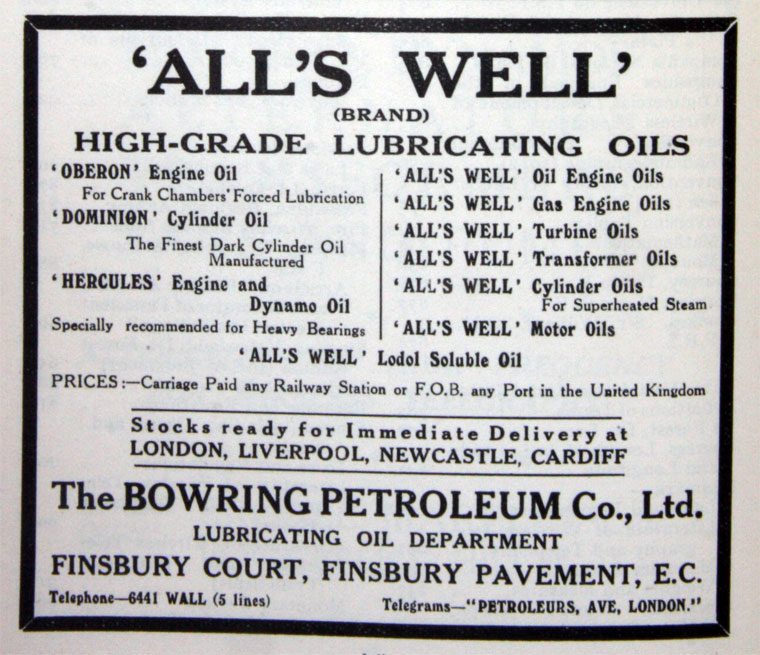 'ALL'S WELL'
(BRAND)
HIGH-GRADE LUBRICATING OILS
'OBERON' Engine Oil
For Crank Chambers' Forced Lubrication
'DOMINION' Cylinder Oil
The Finest Dark Cylinder Oil
Manufactured
'HERCULES' Engine and
Dynamo Oil
Specially recommended for Heavy Bearings
'ALL'S WELL' Oil Engine Oils
'ALL'S WELL' Gas Engine Oils
'ALL'S WELL' Turbine Oils
'ALL'S WELL' Transformer Oils
'ALL'S WELL' Cylinder Oils
For Superheated Steam
'ALL'S WELL' Motor Oils
'ALL'S WELL' Lodol Soluble Oil
PRICES:—Carriage Paid any Railway Station or F.O.B. any Port in the United Kingdom
Stocks ready for Immediate Delivery at
LONDON, LIVERPOOL, NEWCASTLE, CARDIFF
The BOWRING PETROLEUM Co., Ltd.
LUBRICATING OIL DEPARTMENT
FINSBURY COURT, FINSBURY PAVEMENT, E.C.
Telephone—6441 WALL (5 lines)
Telegrams—"PETROLEURS, AVE, LONDON."